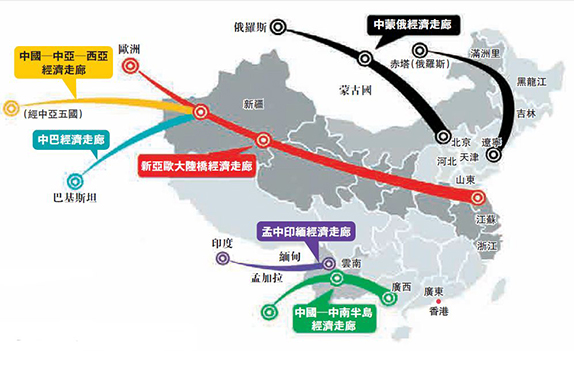 俄羅斯
中蒙俄經濟走廊
歐洲
赤塔(俄羅斯)
滿洲里
中國─中亞─西亞
經濟走廊
黑龍江
蒙古國
新疆
吉林
(經中亞五國)
中巴經濟走廊
北京
遼寧
河北
天津
新亞歐大陸橋經濟走廊
山東
巴基斯坦
江蘇
孟中印緬經濟走廊
印度
緬甸
浙江
雲南
孟加拉
廣西
廣東
中國─中南半島
經濟走廊
香港